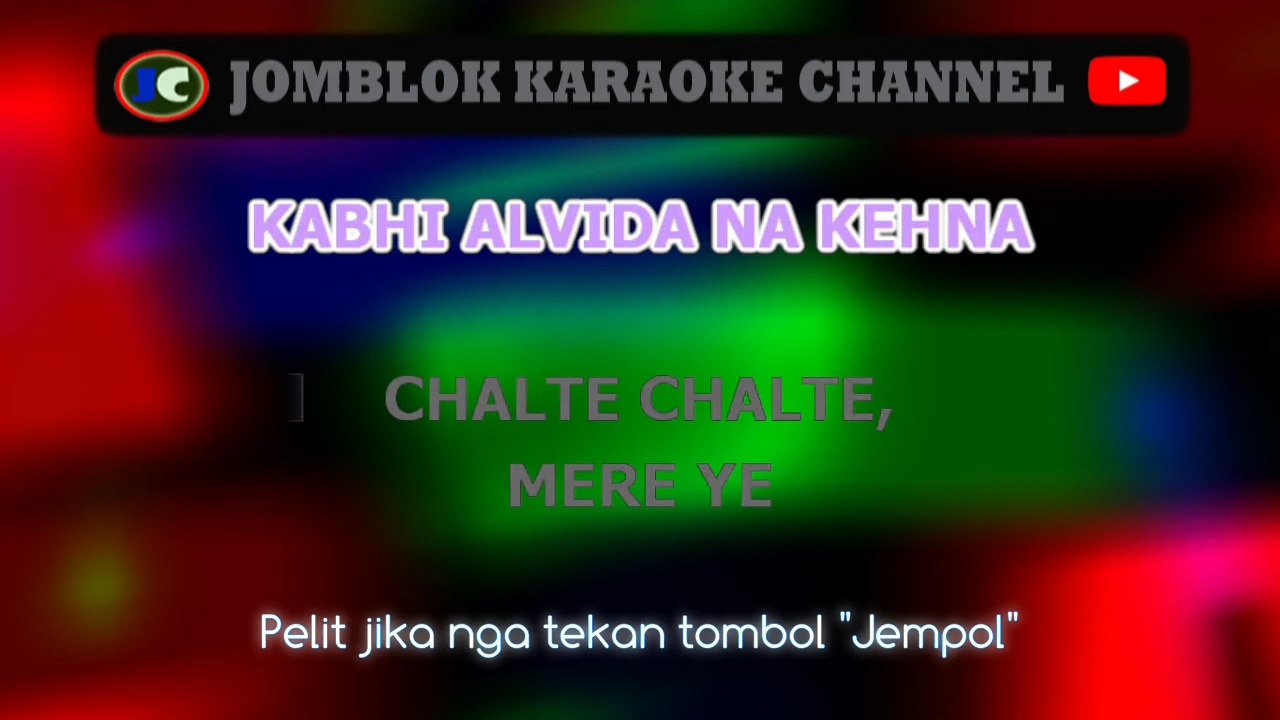 JC JOMBLOK KARAOKE CHANNEL
KABHI ALVIDA NA KEHNA
CHALTE CHALTE,
MERE YE
Pelit jika nga tekan tombol "Jempol"